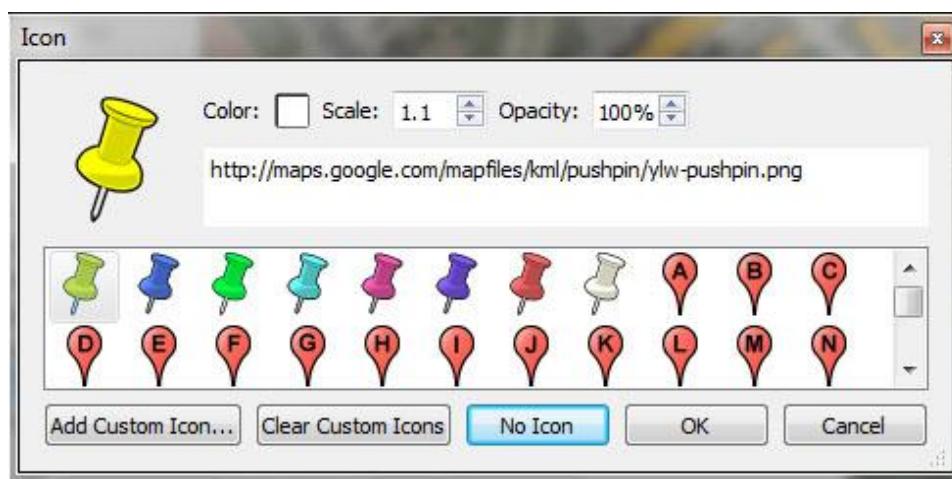 Icon
Color: Scale: 1.1 Opacity: 100%
http://maps.google.com/mapfiles/kml/pushpin/ylw-pushpin.png
A B C
D E F G H I J K L M N
Add Custom Icon... Clear Custom Icons No Icon OK Cancel